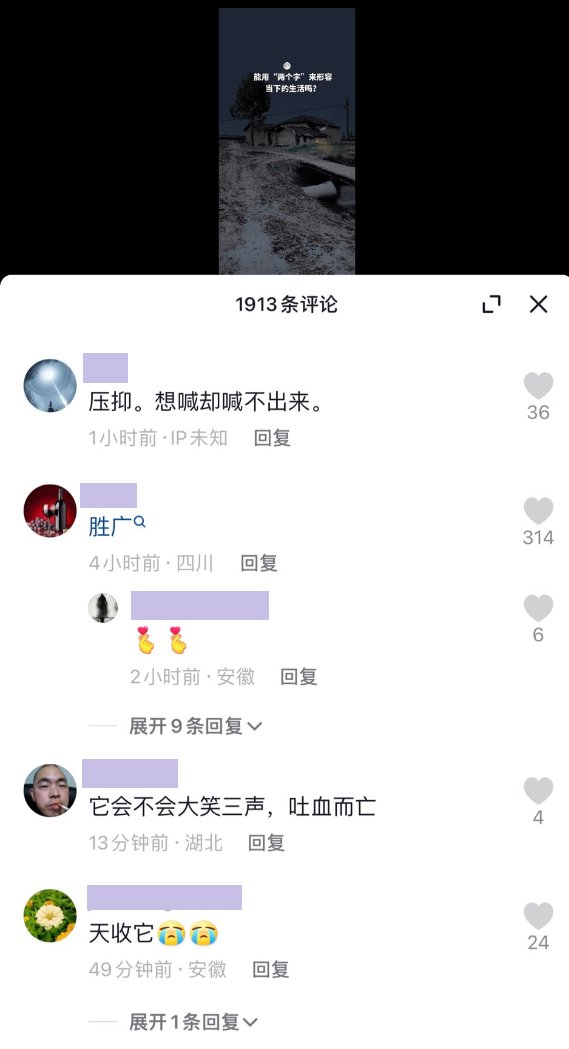 能用“两个字”来形容
当下的生活吗?
1913条评论
压抑。想喊却喊不出来。
1小时前·IP未知 回复
36
胜广
4小时前·四川 回复
314
2小时前·安徽 回复
6
展开9条回复
它会不会大笑三声，吐血而亡
13分钟前·湖北 回复
4
天收它😭😭
49分钟前·安徽 回复
24
展开1条回复